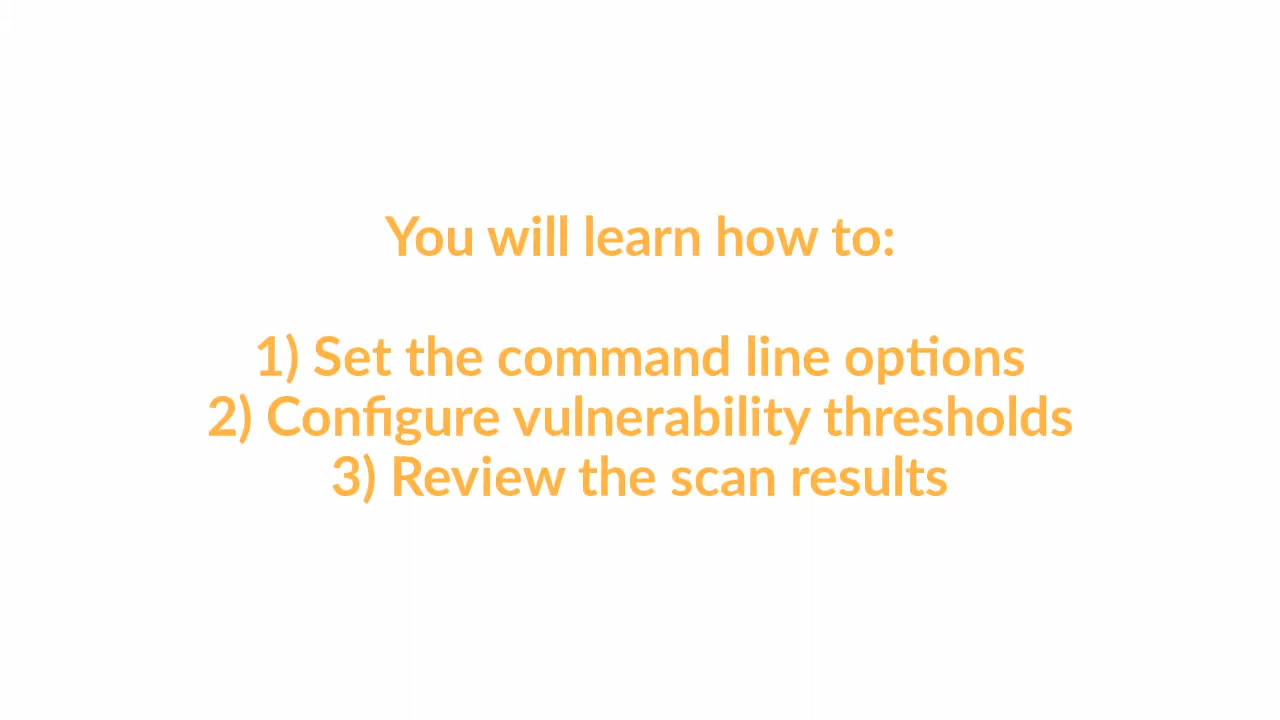 You will learn how to:
1) Set the command line options
2) Configure vulnerability thresholds
3) Review the scan results